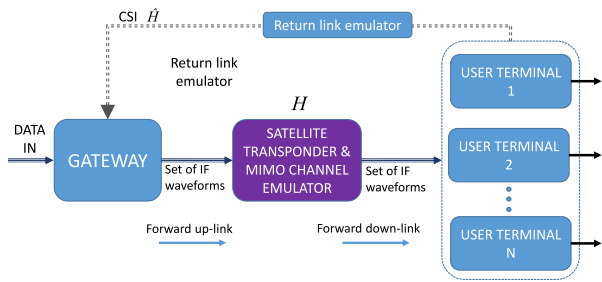 CSI Ĥ
Return link emulator
Return link
emulator
H
DATA
IN
GATEWAY
Set of IF
waveforms
SATELLITE
TRANSPONDER &
MIMO CHANNEL
EMULATOR
Set of IF
waveforms
USER TERMINAL
1
USER TERMINAL
2
USER TERMINAL
N
Forward up-link
Forward down-link